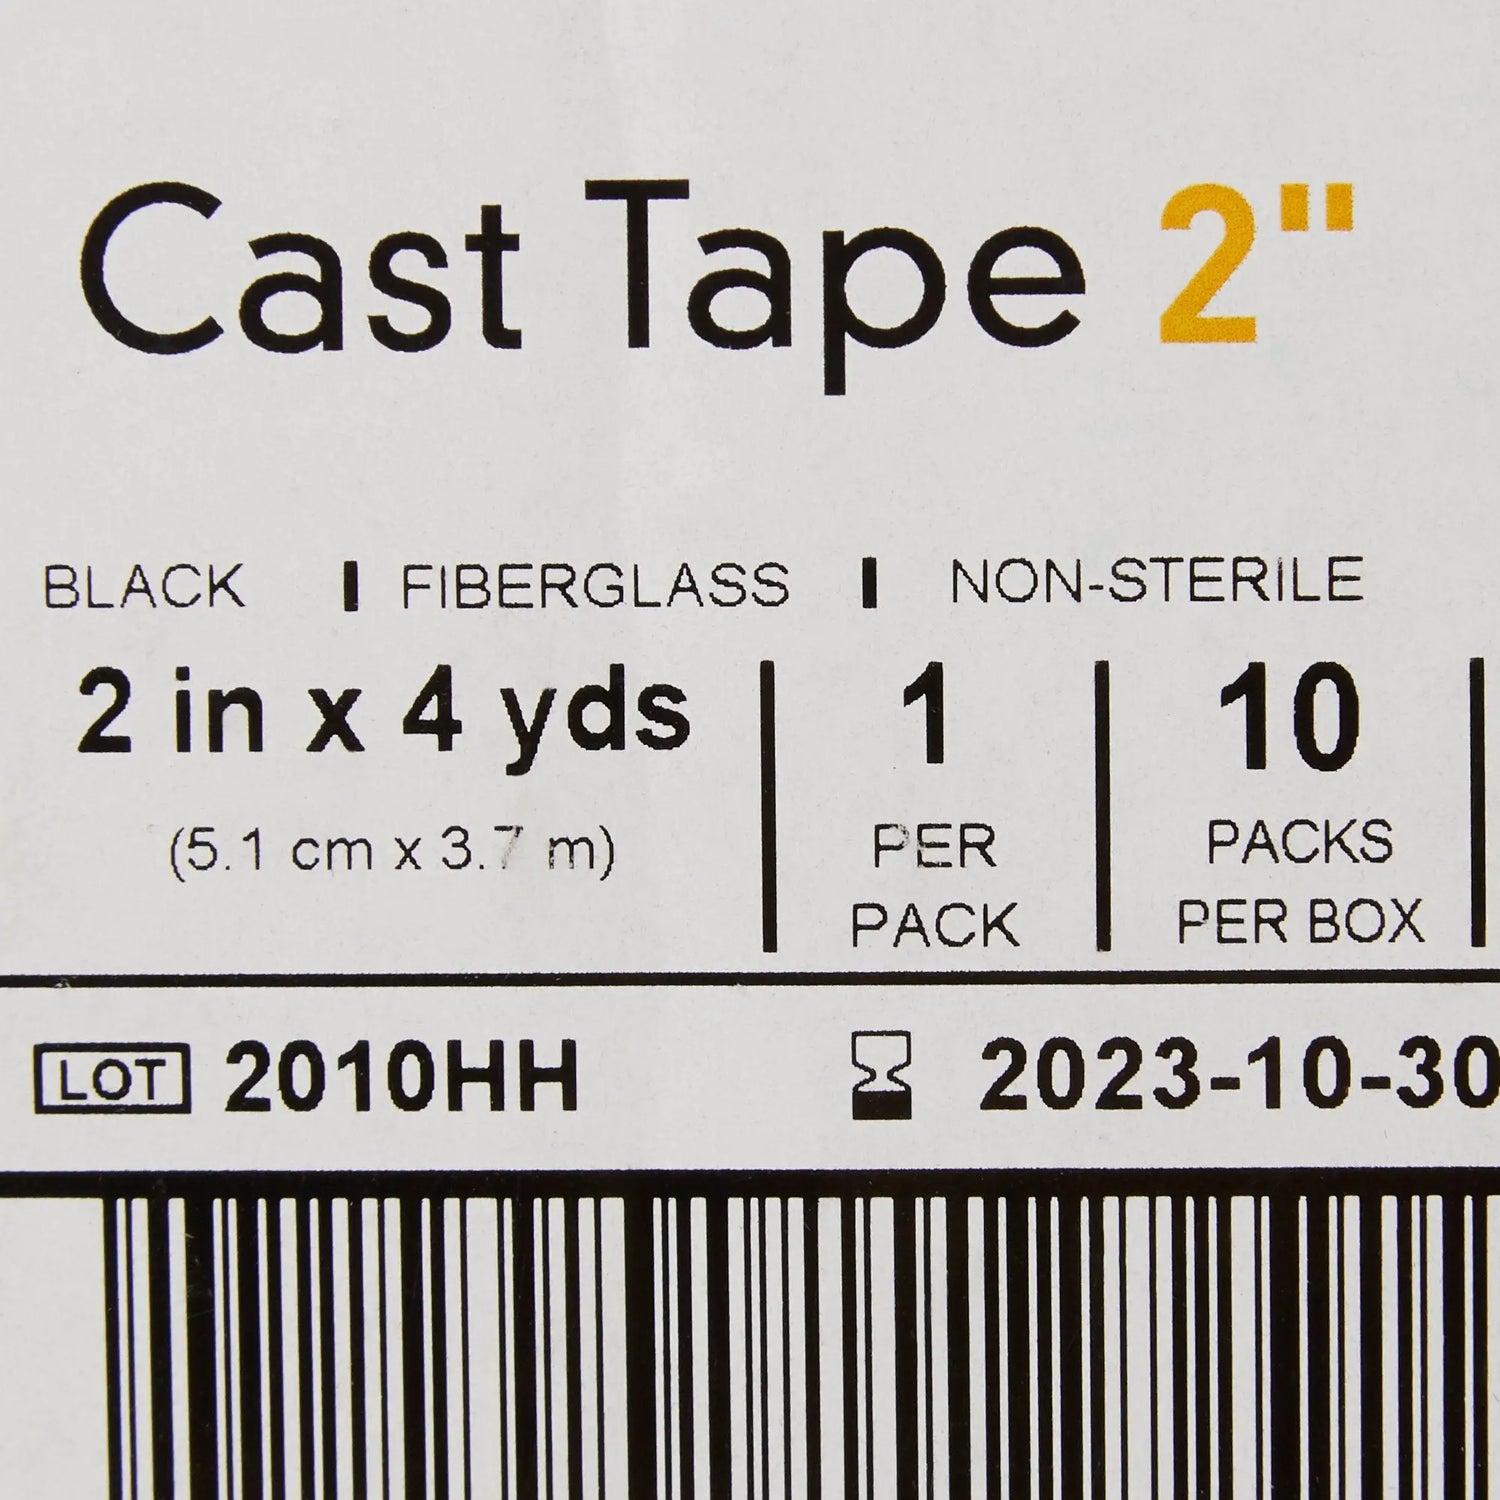 Cast Tape 2"
BLACK | FIBERGLASS | NON-STERILE
2 in x 4 yds
(5.1 cm x 3.7 m)
1
PER
PACK
10
PACKS
PER BOX
LOT 2010HH
2023-10-30